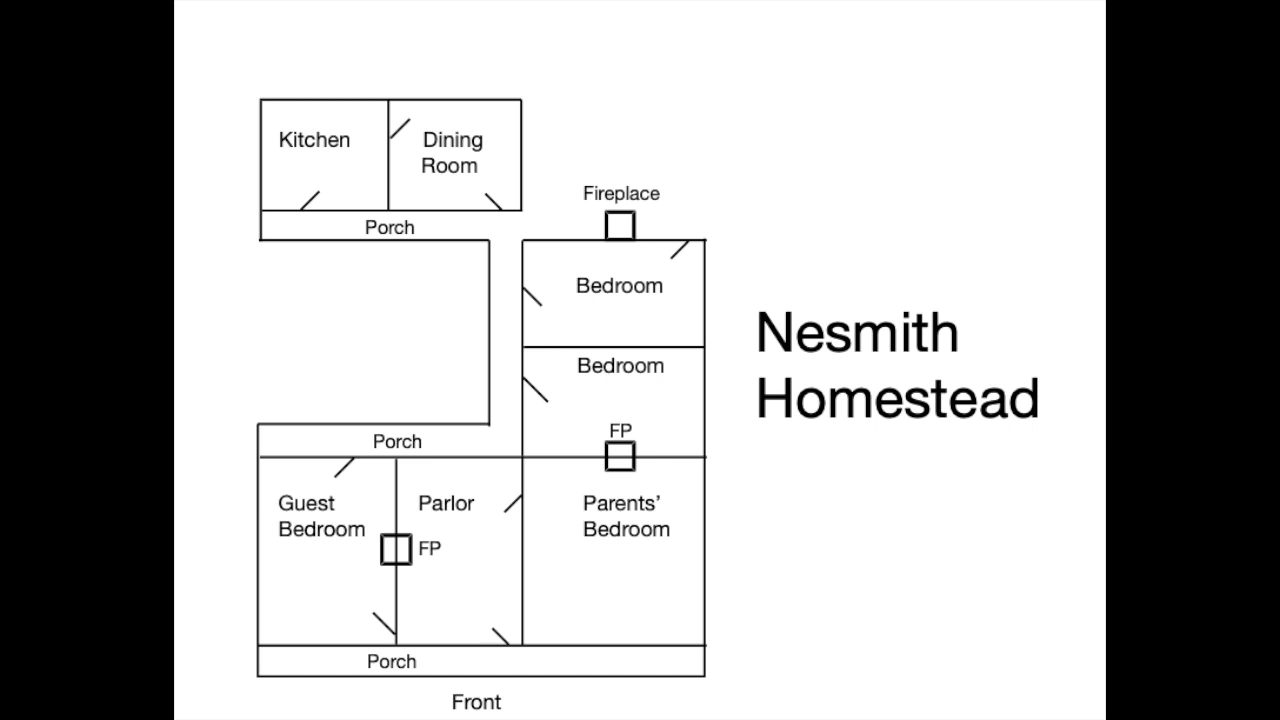 Kitchen
Dining
Room
Fireplace
Porch
Bedroom
Nesmith
Homestead
Bedroom
FP
Porch
Guest
Bedroom
Parlor
Parents’
Bedroom
FP
Porch
Front